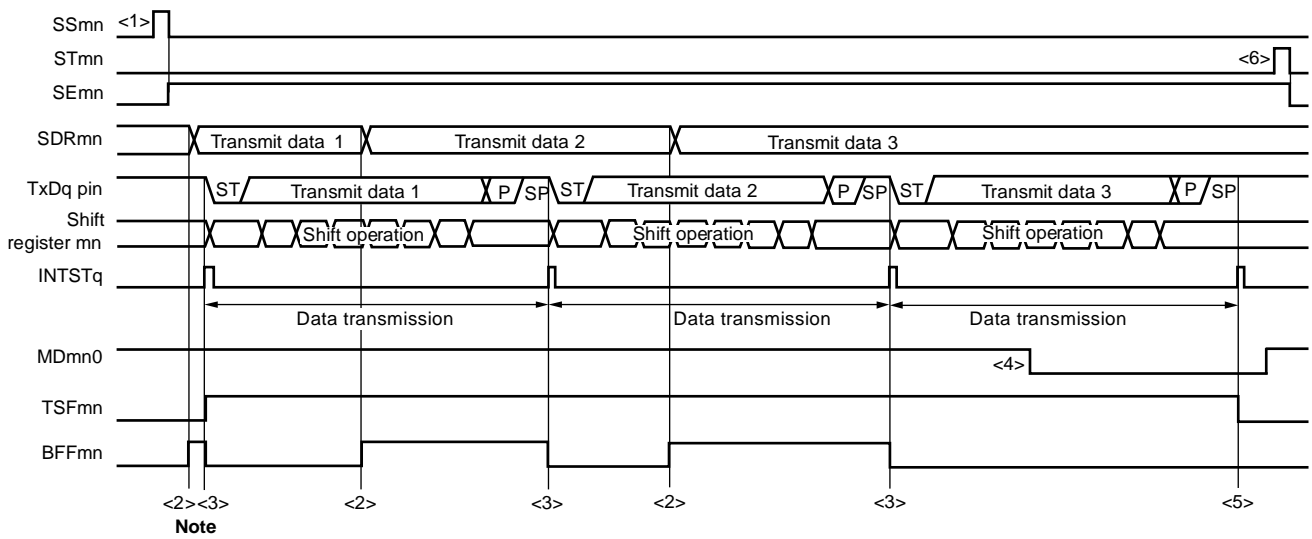 SSmn <1>
STmn <6>
SEmn
SDRmn Transmit data 1 Transmit data 2 Transmit data 3
TxDq pin ST Transmit data 1 P SP ST Transmit data 2 P SP ST Transmit data 3 P SP
Shift
register mn Shift operation Shift operation Shift operation
INTSTq
Data transmission Data transmission Data transmission
MDmn0 <4>
TSFmn
BFFmn
<2><3> <2> <3> <2> <3> <5>
Note